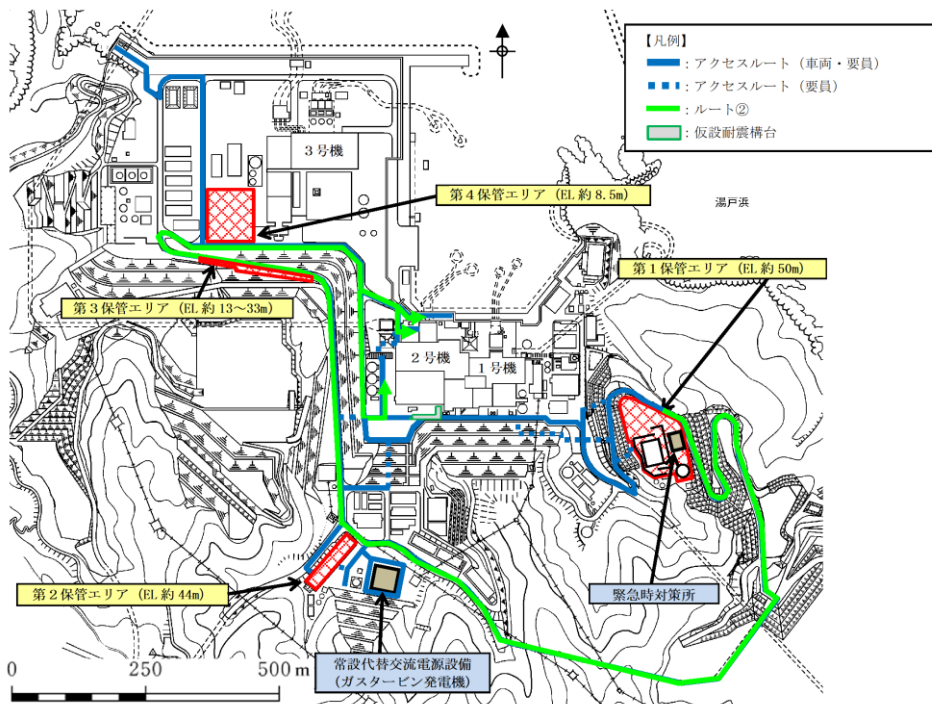 【凡例】
：アクセスルート（車両・要員）
：アクセスルート（要員）
：ルート②
：仮設耐震構台
3号機
湯戸浜
第4保管エリア（EL 約 8.5m）
第1保管エリア（EL 約 50m）
第3保管エリア（EL 約 13～33m）
2号機
1号機
第2保管エリア（EL 約 44m）
緊急時対策所
常設代替交流電源設備
（ガスタービン発電機）
0 250 500 m